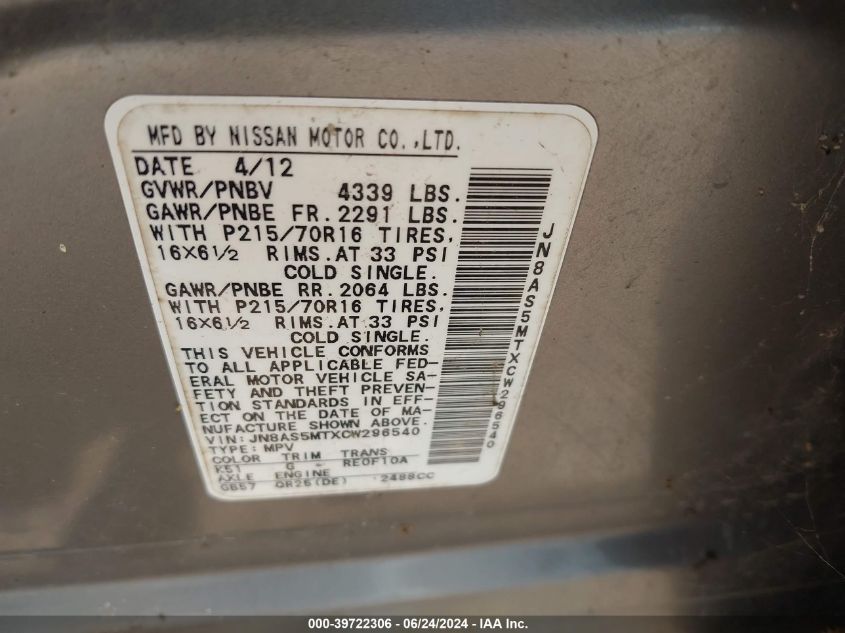 MFD BY NISSAN MOTOR CO.,LTD.
DATE 4/12
GVWR/PNBV 4339 LBS.
GAWR/PNBE FR.2291 LBS.
WITH P215/70R16 TIRES,
16X6½ RIMS.AT 33 PSI
COLD SINGLE.
GAWR/PNBE RR.2064 LBS.
WITH P215/70R16 TIRES,
16X6½ RIMS.AT 33 PSI
COLD SINGLE.
THIS VEHICLE CONFORMS
TO ALL APPLICABLE FED-
ERAL MOTOR VEHICLE SA-
FETY AND THEFT PREVEN-
TION STANDARDS IN EFF-
ECT ON THE DATE OF MA-
NUFACTURE SHOWN ABOVE.
VIN: JN8AS5MTXCW296540
TYPE: MPV
COLOR TRIM TRANS
K51 G RE0F10A
AXLE ENGINE
GB57 QR25(DE) 2488CC
JN8AS5MTXCW296540
000-39722306 - 06/24/2024 - IAA Inc.